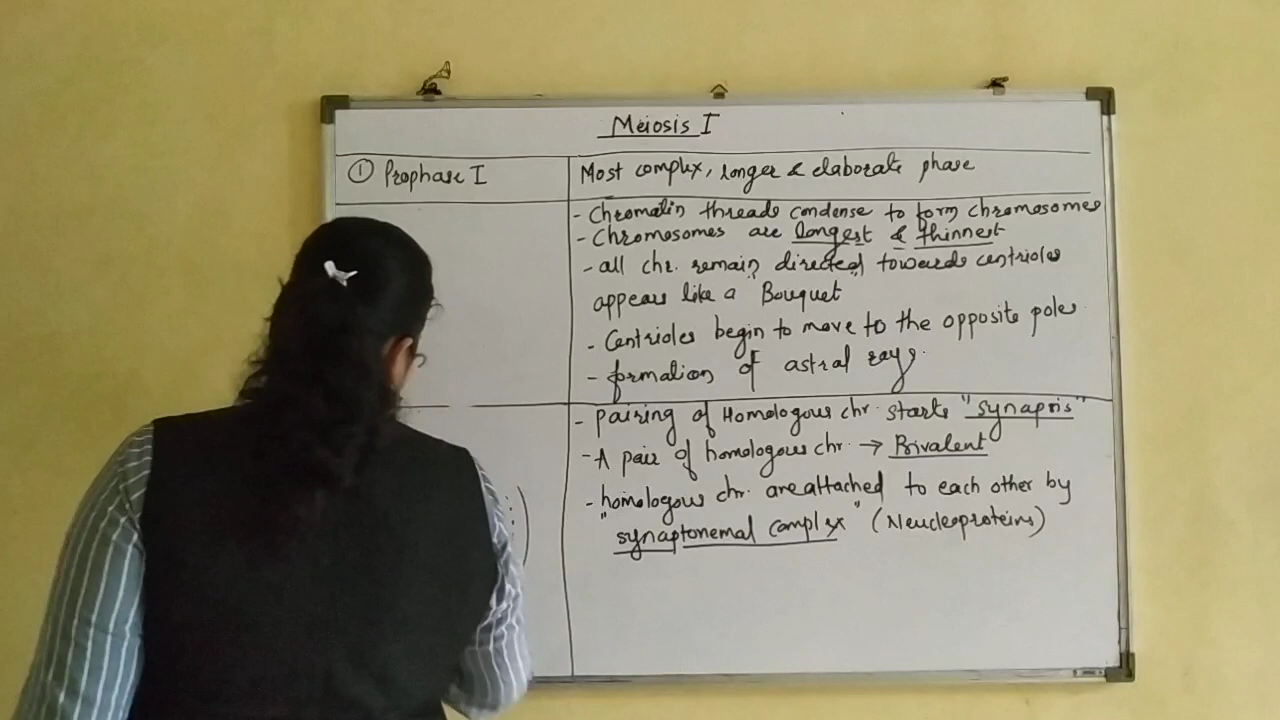 Meiosis I
① Prophase I
Most complex, longer & elaborate phase
- Chromatin threads condense to form chromosomes
- Chromosomes are longest & thinnest
- all chr. remain directed towards centrioles
appears like a "Bouquet"
- Centrioles begin to move to the opposite poles.
- formation of astral rays.
- pairing of Homologous chr. starts "synapsis"
- A pair of homologous chr. → Bivalent
- homologous chr. are attached to each other by
"synaptonemal complex" (Neucleoproteins)